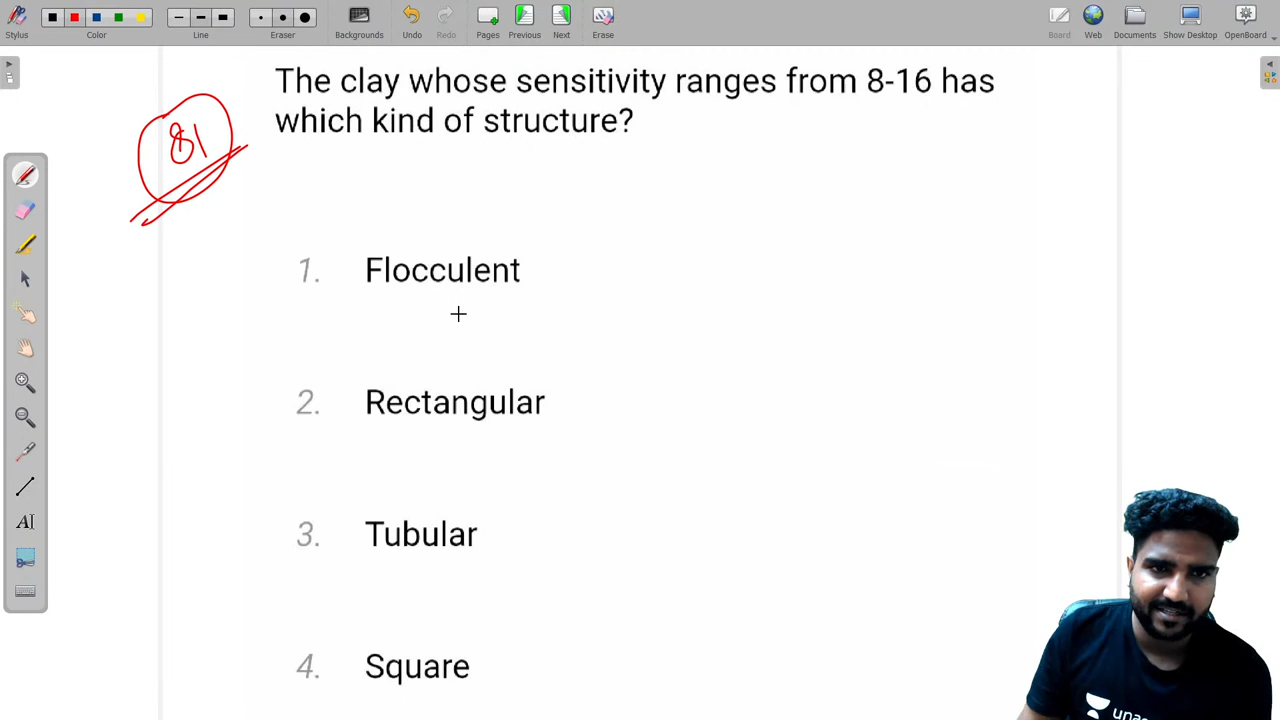 Stylus
Color
Line
Eraser
Backgrounds
Undo
Redo
Pages
Previous
Next
Erase
Board
Web
Documents
Show Desktop
OpenBoard
The clay whose sensitivity ranges from 8-16 has
which kind of structure?
81
1. Flocculent
2. Rectangular
3. Tubular
4. Square
AI